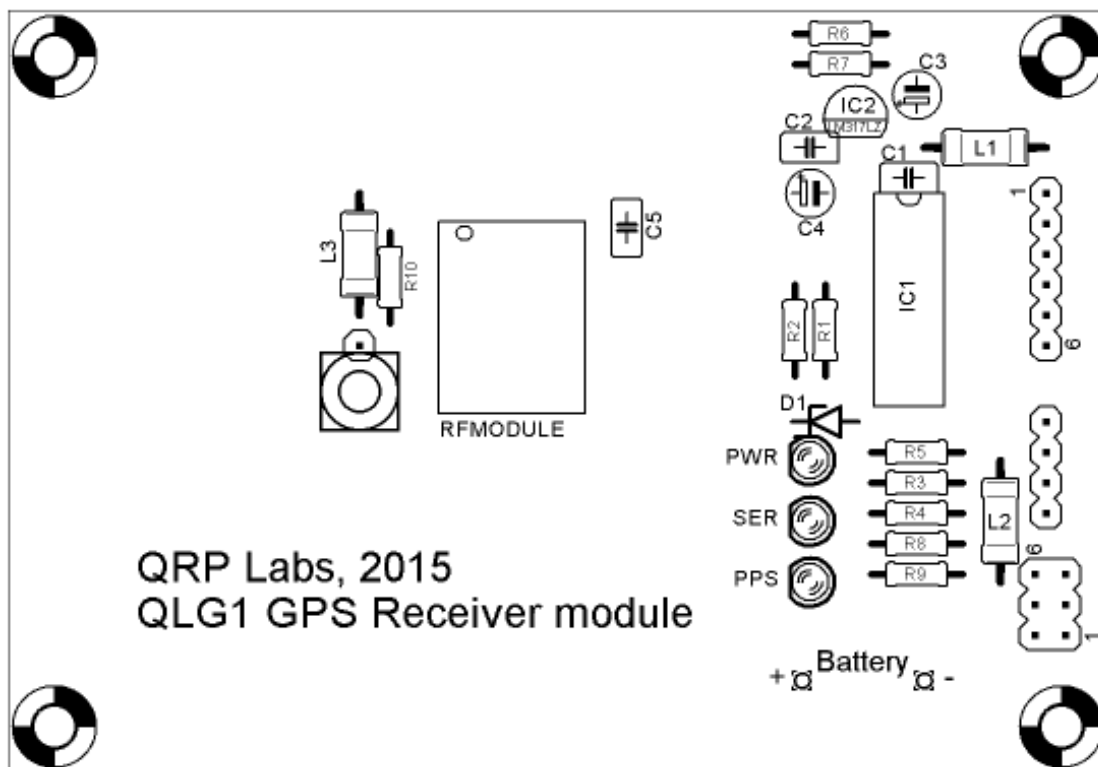 R6
R7
C3
IC2
LM317LZ
C2
C1
L1
C4
1
C5
L3
R10
IC1
R2
R1
6
RFMODULE
D1
PWR
R5
R3
SER
R4
L2
R8
PPS
R9
6
1
QRP Labs, 2015
QLG1 GPS Receiver module
+ Battery -